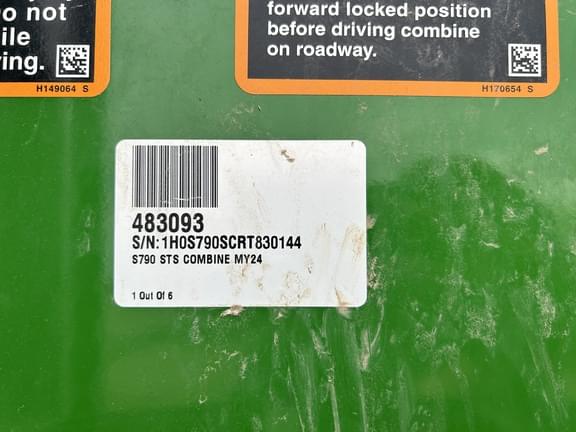 o not
ile
ing.
H149064 S
forward locked position
before driving combine
on roadway.
H170654 S
483093
S/N:1H0S790SCRT830144
S790 STS COMBINE MY24
1 Out Of 6